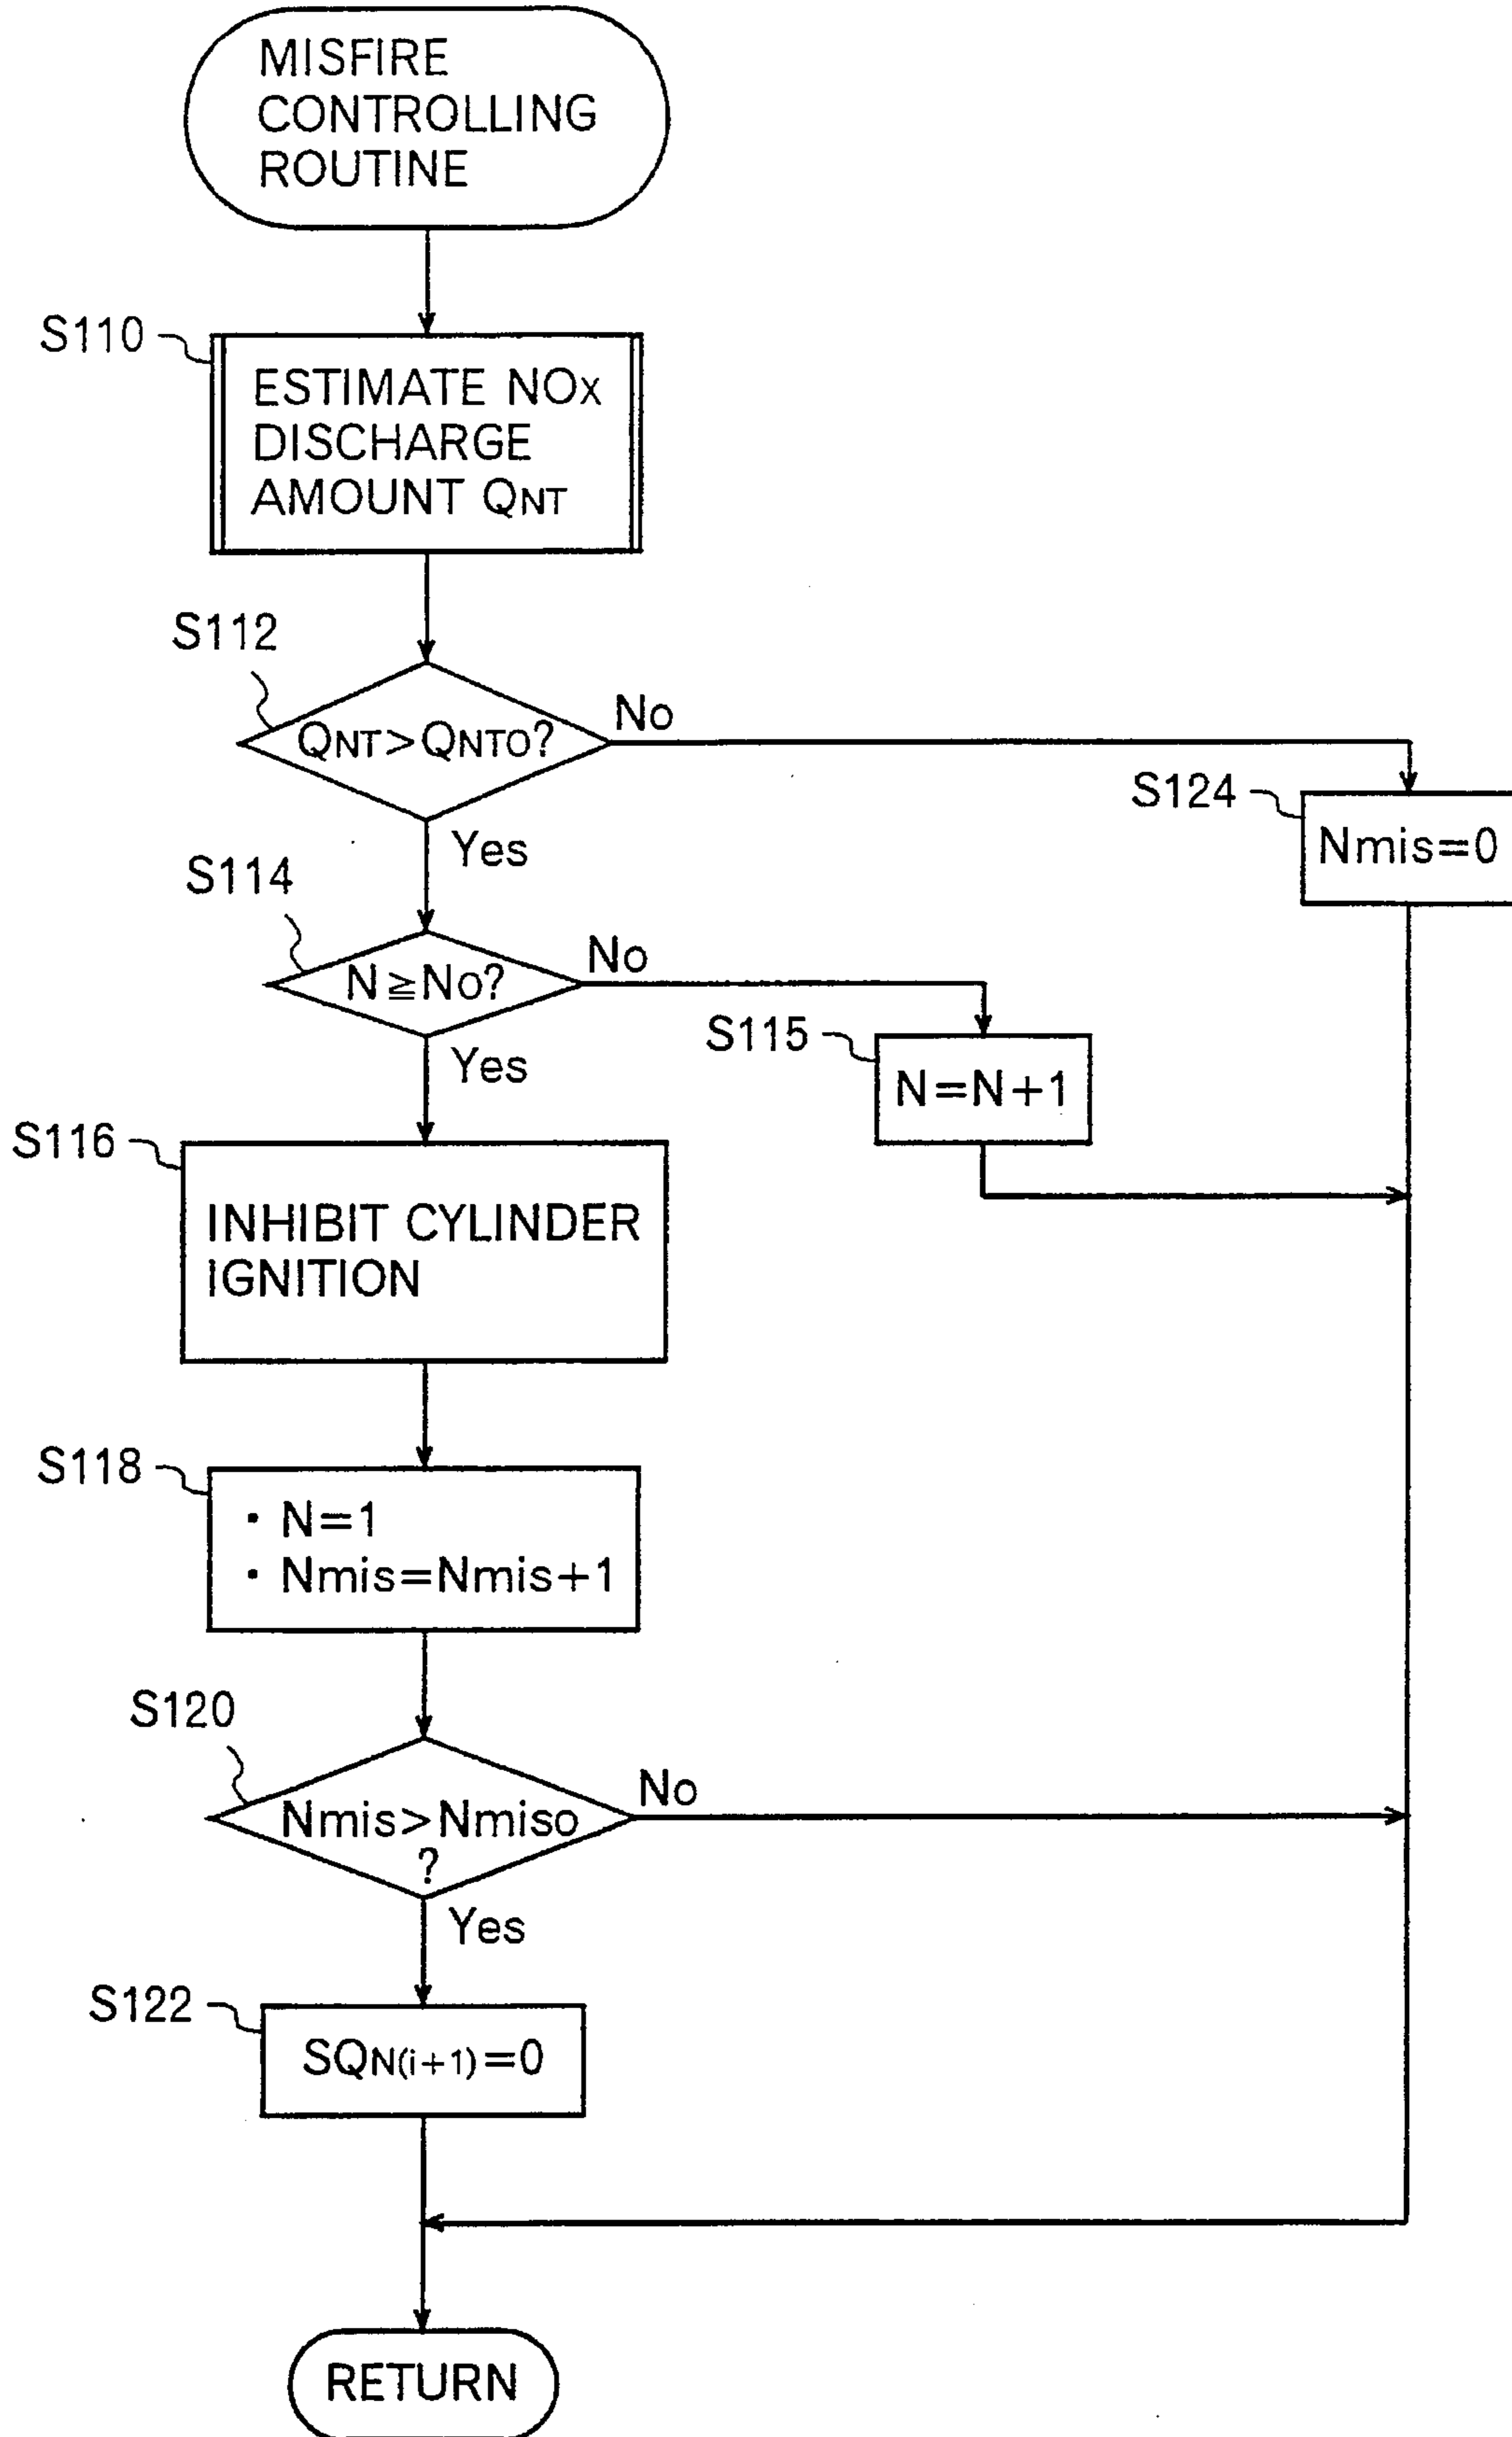 MISFIRE
CONTROLLING
ROUTINE
S110
ESTIMATE NOx
DISCHARGE
AMOUNT QNT
S112
QNT>QNTO?
No
Yes
S124
Nmis=0
S114
N≧NO?
No
Yes
S115
N=N+1
S116
INHIBIT CYLINDER
IGNITION
S118
・ N=1
・ Nmis=Nmis+1
S120
Nmis>Nmiso
?
No
Yes
S122
SQN(i+1)=0
RETURN